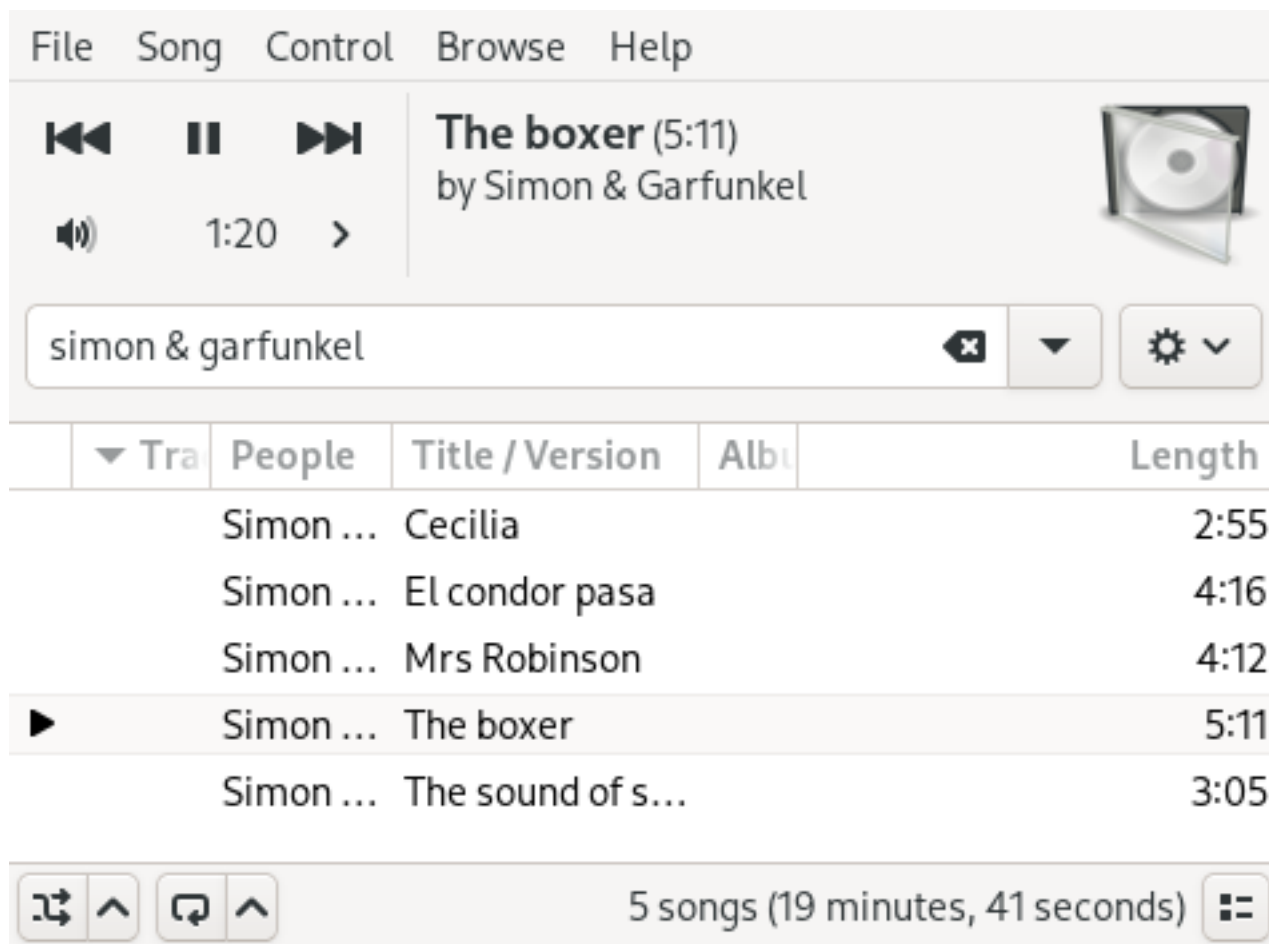 File Song Control Browse Help
The boxer (5:11)
by Simon & Garfunkel
1:20
simon & garfunkel
People Title / Version Length
Simon ... Cecilia 2:55
Simon ... El condor pasa 4:16
Simon ... Mrs Robinson 4:12
Simon ... The boxer 5:11
Simon ... The sound of s... 3:05
5 songs (19 minutes, 41 seconds)